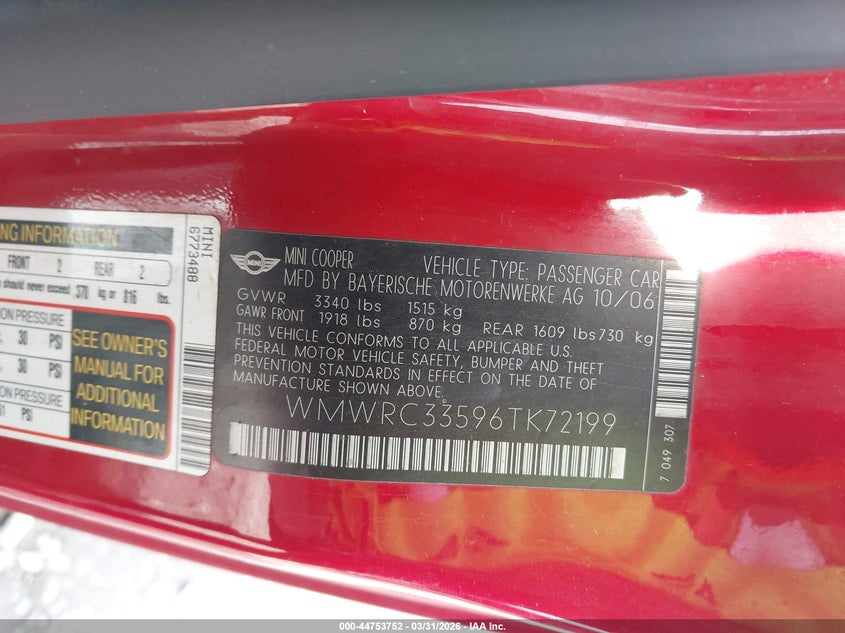 NG INFORMATION
FRONT 2 REAR 2
should never exceed 370 kg or 816 lbs.
ION PRESSURE
30 PSI
30 PSI
ION PRESSURE
PSI
SEE OWNER'S
MANUAL FOR
ADDITIONAL
INFORMATION
MINI
6773488
MINI
MINI COOPER
VEHICLE TYPE: PASSENGER CAR
MFD BY BAYERISCHE MOTORENWERKE AG 10/06
GVWR 3340 lbs 1515 kg
GAWR FRONT 1918 lbs 870 kg REAR 1609 lbs730 kg
THIS VEHICLE CONFORMS TO ALL APPLICABLE U.S.
FEDERAL MOTOR VEHICLE SAFETY, BUMPER AND THEFT
PREVENTION STANDARDS IN EFFECT ON THE DATE OF
MANUFACTURE SHOWN ABOVE.
WMWRC33596TK72199
7 049 307
000-44753752 - 03/31/2026 - IAA Inc.